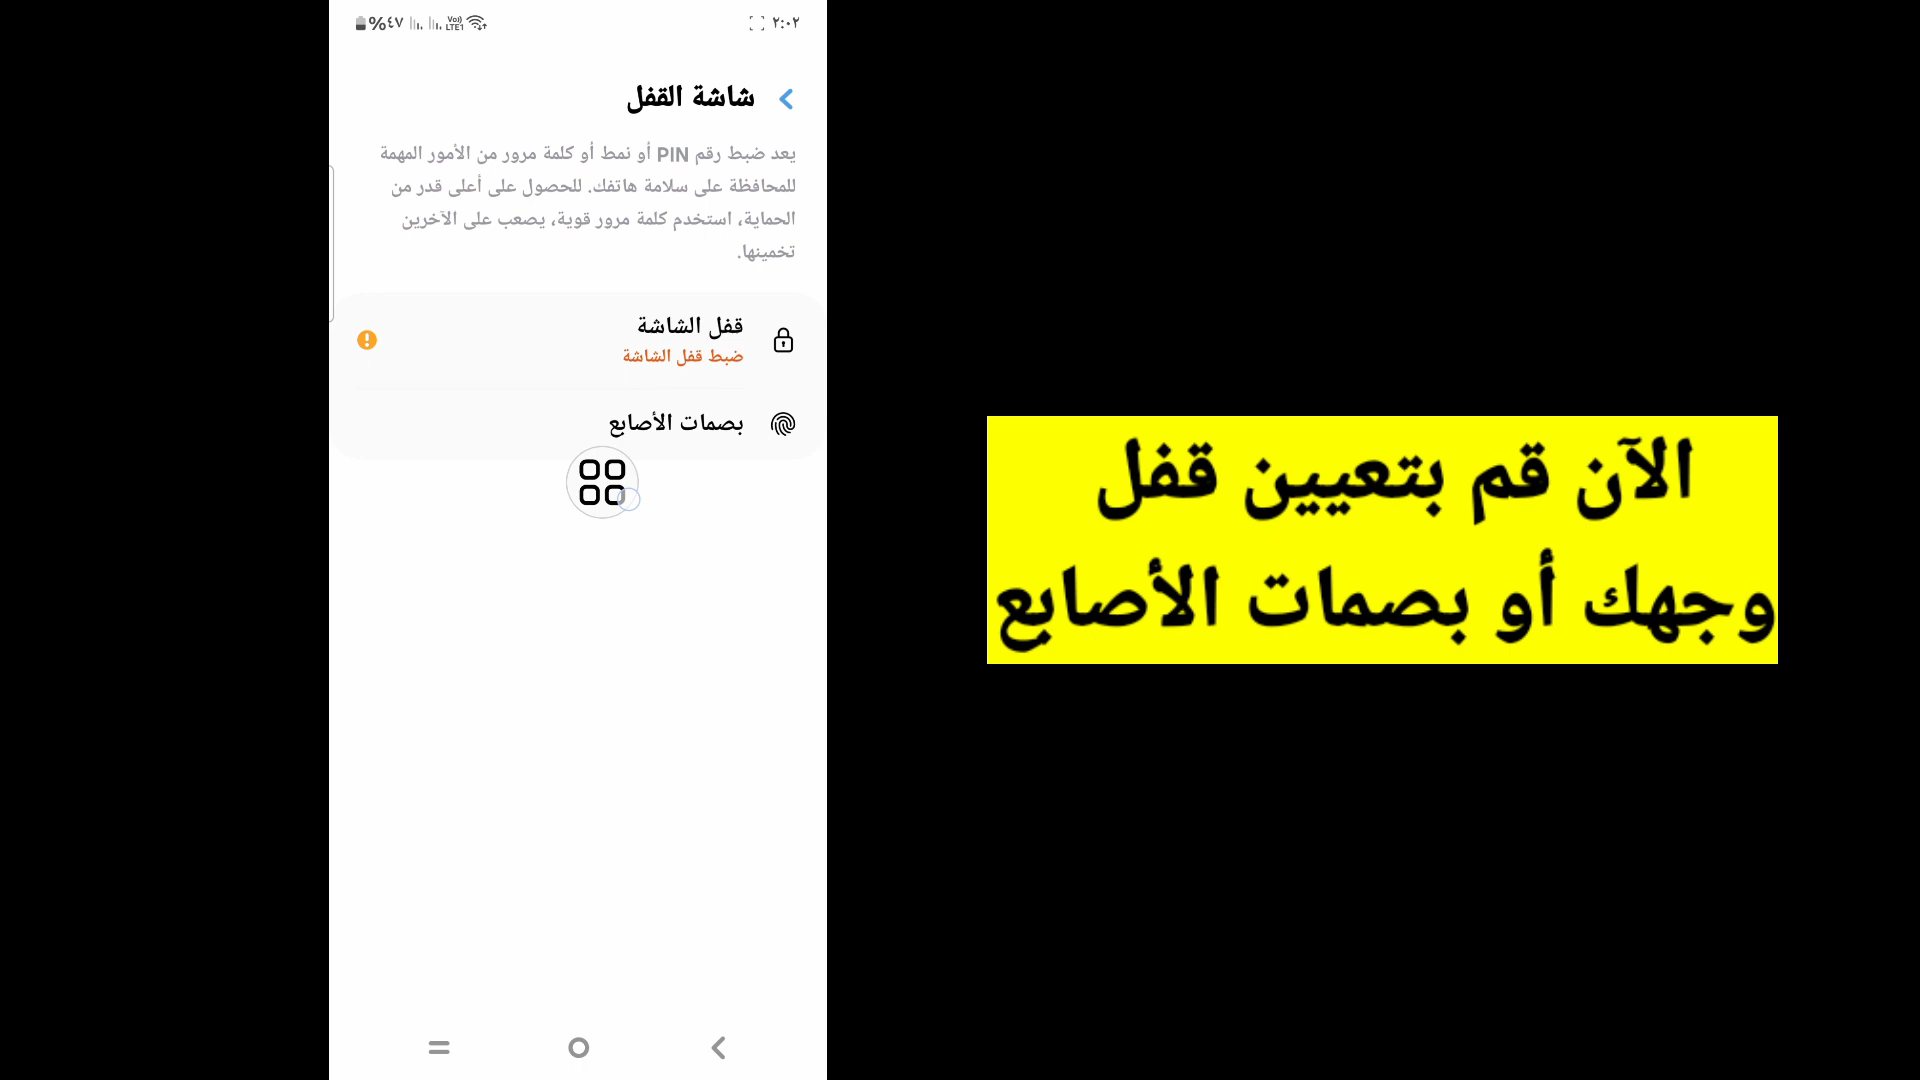 ٢:٠٢
%٤٧
Vo))
LTE1
شاشة القفل
يعد ضبط رقم PIN أو نمط أو كلمة مرور من الأمور المهمة
للمحافظة على سلامة هاتفك. للحصول على أعلى قدر من
الحماية، استخدم كلمة مرور قوية، يصعب على الآخرين
تخمينها.
قفل الشاشة
ضبط قفل الشاشة
بصمات الأصابع
الآن قم بتعيين قفل
وجهك أو بصمات الأصابع